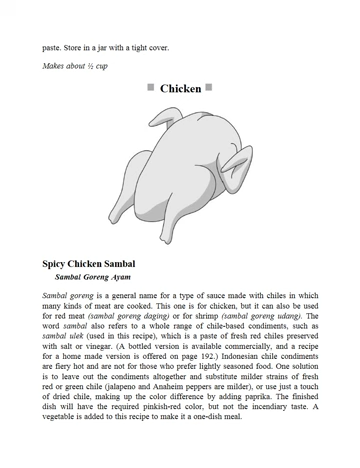 paste. Store in a jar with a tight cover.
Makes about ½ cup
Chicken
Spicy Chicken Sambal
Sambal Goreng Ayam
Sambal goreng is a general name for a type of sauce made with chiles in which
many kinds of meat are cooked. This one is for chicken, but it can also be used
for red meat (sambal goreng daging) or for shrimp (sambal goreng udang). The
word sambal also refers to a whole range of chile-based condiments, such as
sambal ulek (used in this recipe), which is a paste of fresh red chiles preserved
with salt or vinegar. (A bottled version is available commercially, and a recipe
for a home made version is offered on page 192.) Indonesian chile condiments
are fiery hot and are not for those who prefer lightly seasoned food. One solution
is to leave out the condiments altogether and substitute milder strains of fresh
red or green chile (jalapeno and Anaheim peppers are milder), or use just a touch
of dried chile, making up the color difference by adding paprika. The finished
dish will have the required pinkish-red color, but not the incendiary taste. A
vegetable is added to this recipe to make it a one-dish meal.